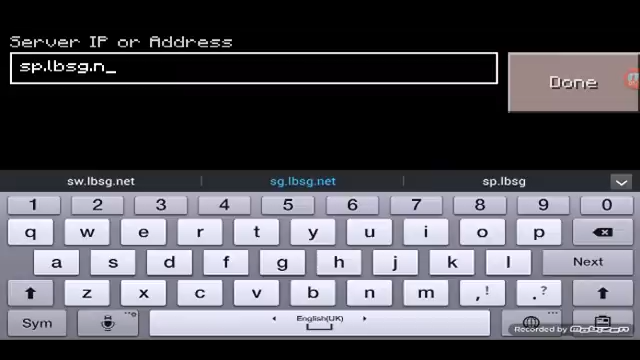 Server IP or Address
sp.lbsg.n_
Done
sw.lbsg.net sg.lbsg.net sp.lbsg
1 2 3 4 5 6 7 8 9 0
q w e r t y u i o p
a s d f g h j k l Next
z x c v b n m ,! .?
Sym English(UK)
Recorded by Mobizen